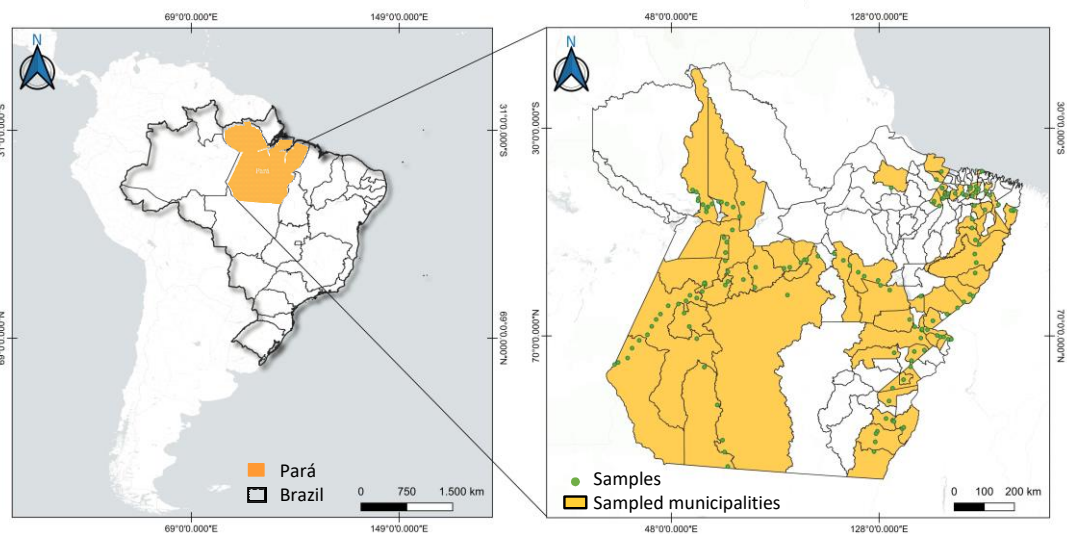 69°0'0.000"E 149°0'0.000"E
48°0'0.000"E 128°0'0.000"E
N
N
31°0'0.000"S
31°0'0.000"S
30°0'0.000"S
30°0'0.000"S
Pará
69°0'0.000"N
69°0'0.000"N
70°0'0.000"N
70°0'0.000"N
Pará
Brazil
0 750 1.500 km
Samples
Sampled municipalities
0 100 200 km
69°0'0.000"E 149°0'0.000"E
48°0'0.000"E 128°0'0.000"E